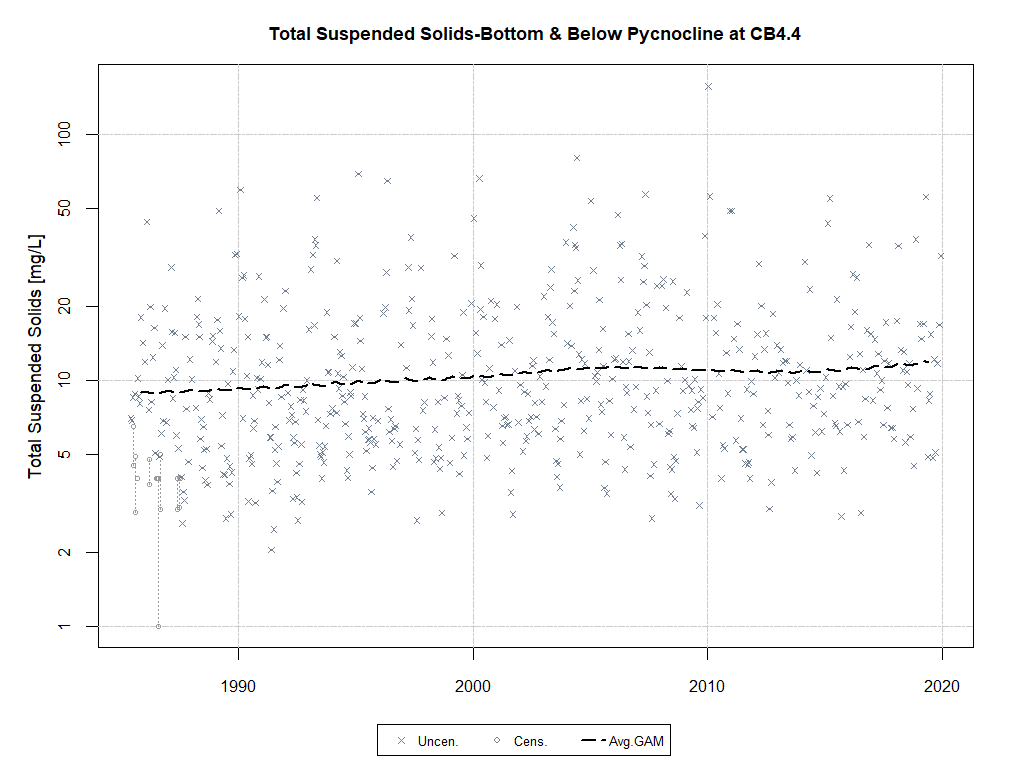 Total Suspended Solids-Bottom & Below Pycnocline at CB4.4
Total Suspended Solids [mg/L]
100
50
20
10
5
2
1
1990 2000 2010 2020
Uncen. Cens. Avg.GAM